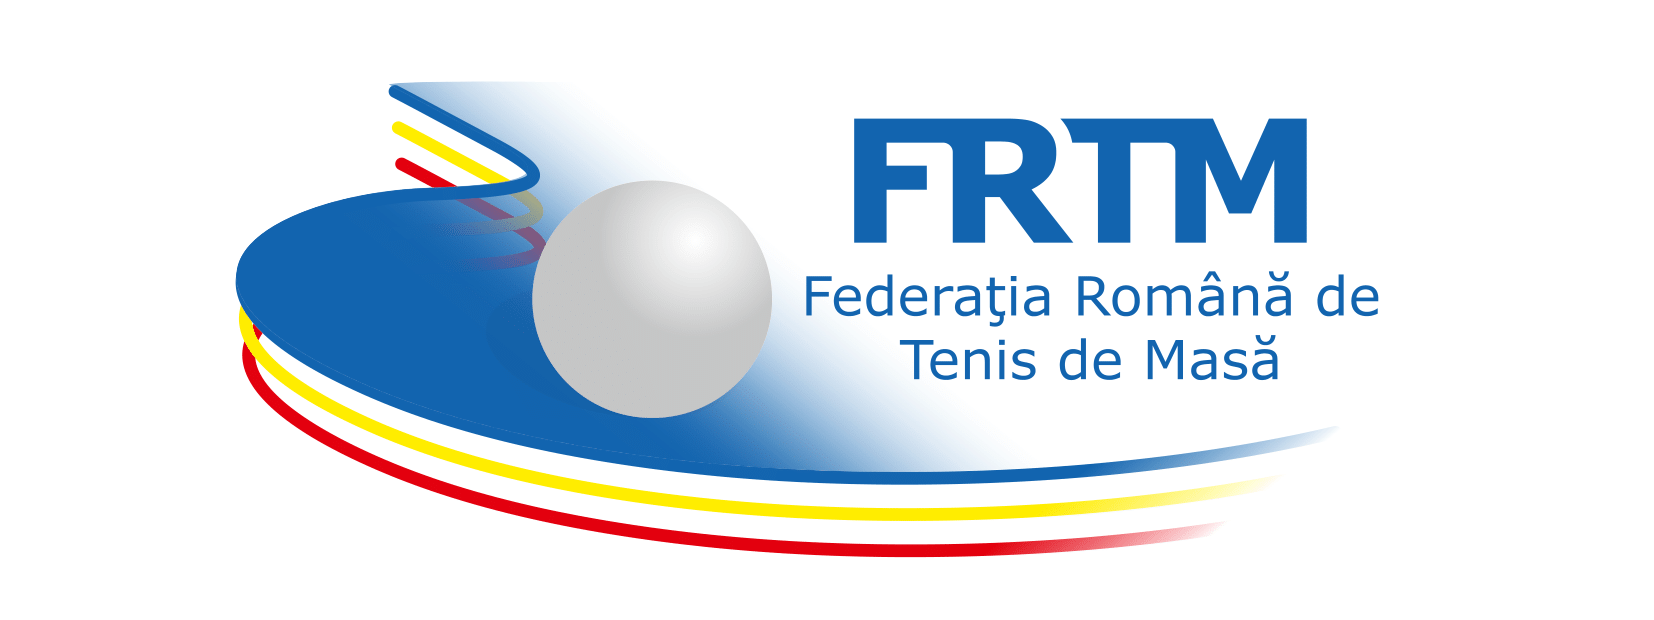 FRTM
Federaţia Română de
Tenis de Masă